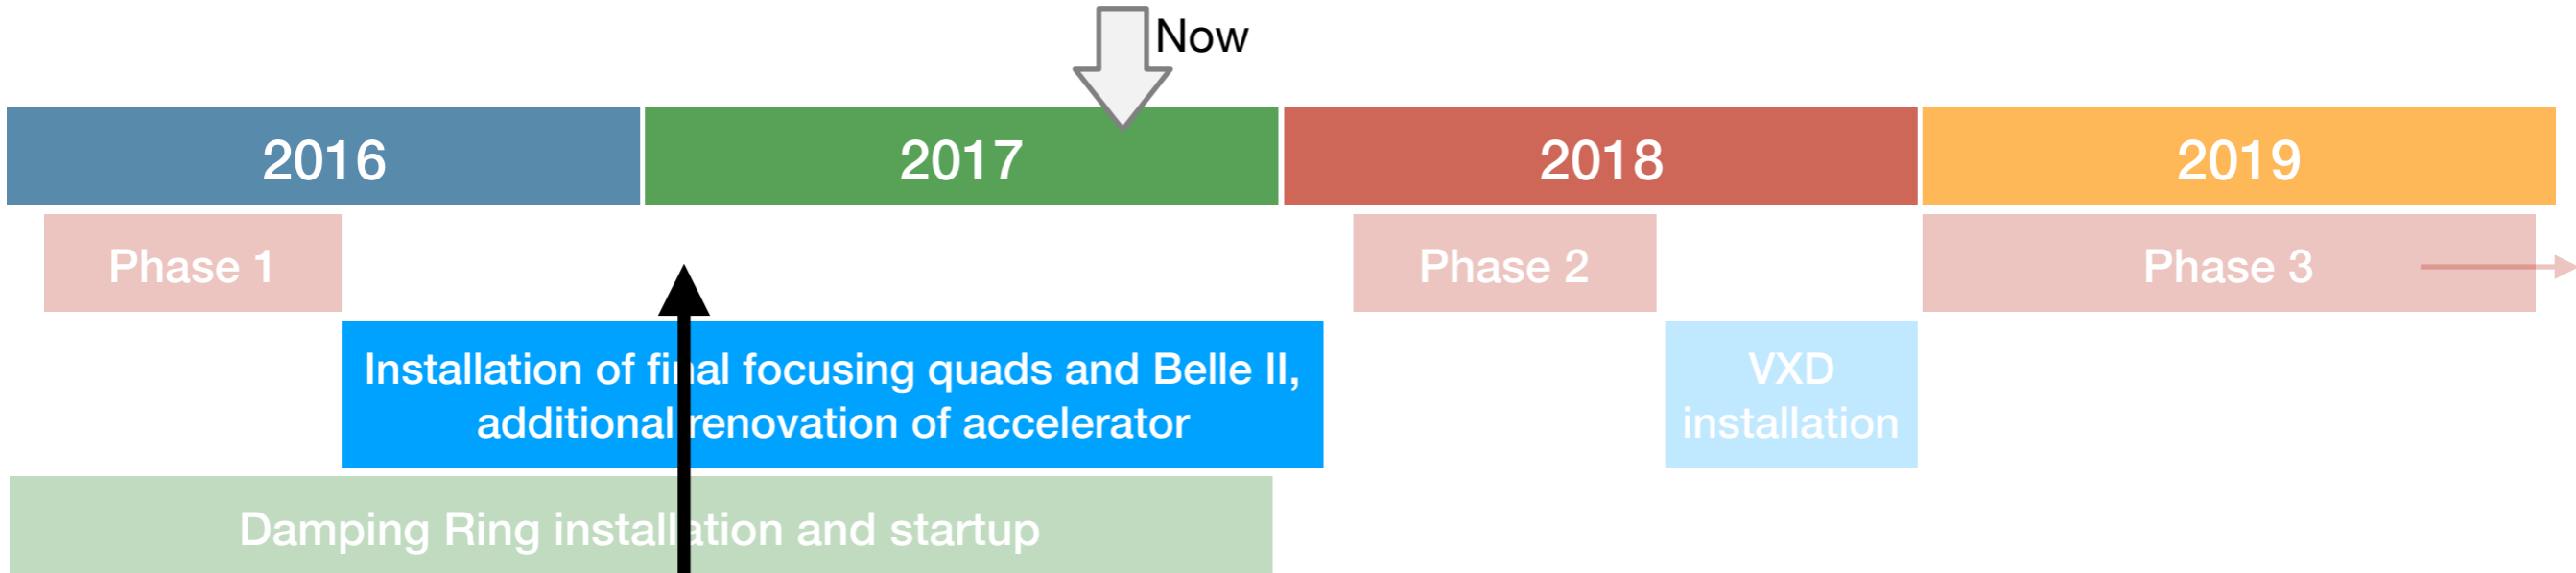 Now
2016
2017
2018
2019
Phase 1
Phase 2
Phase 3
Installation of final focusing quads and Belle II,
additional renovation of accelerator
VXD
installation
Damping Ring installation and startup